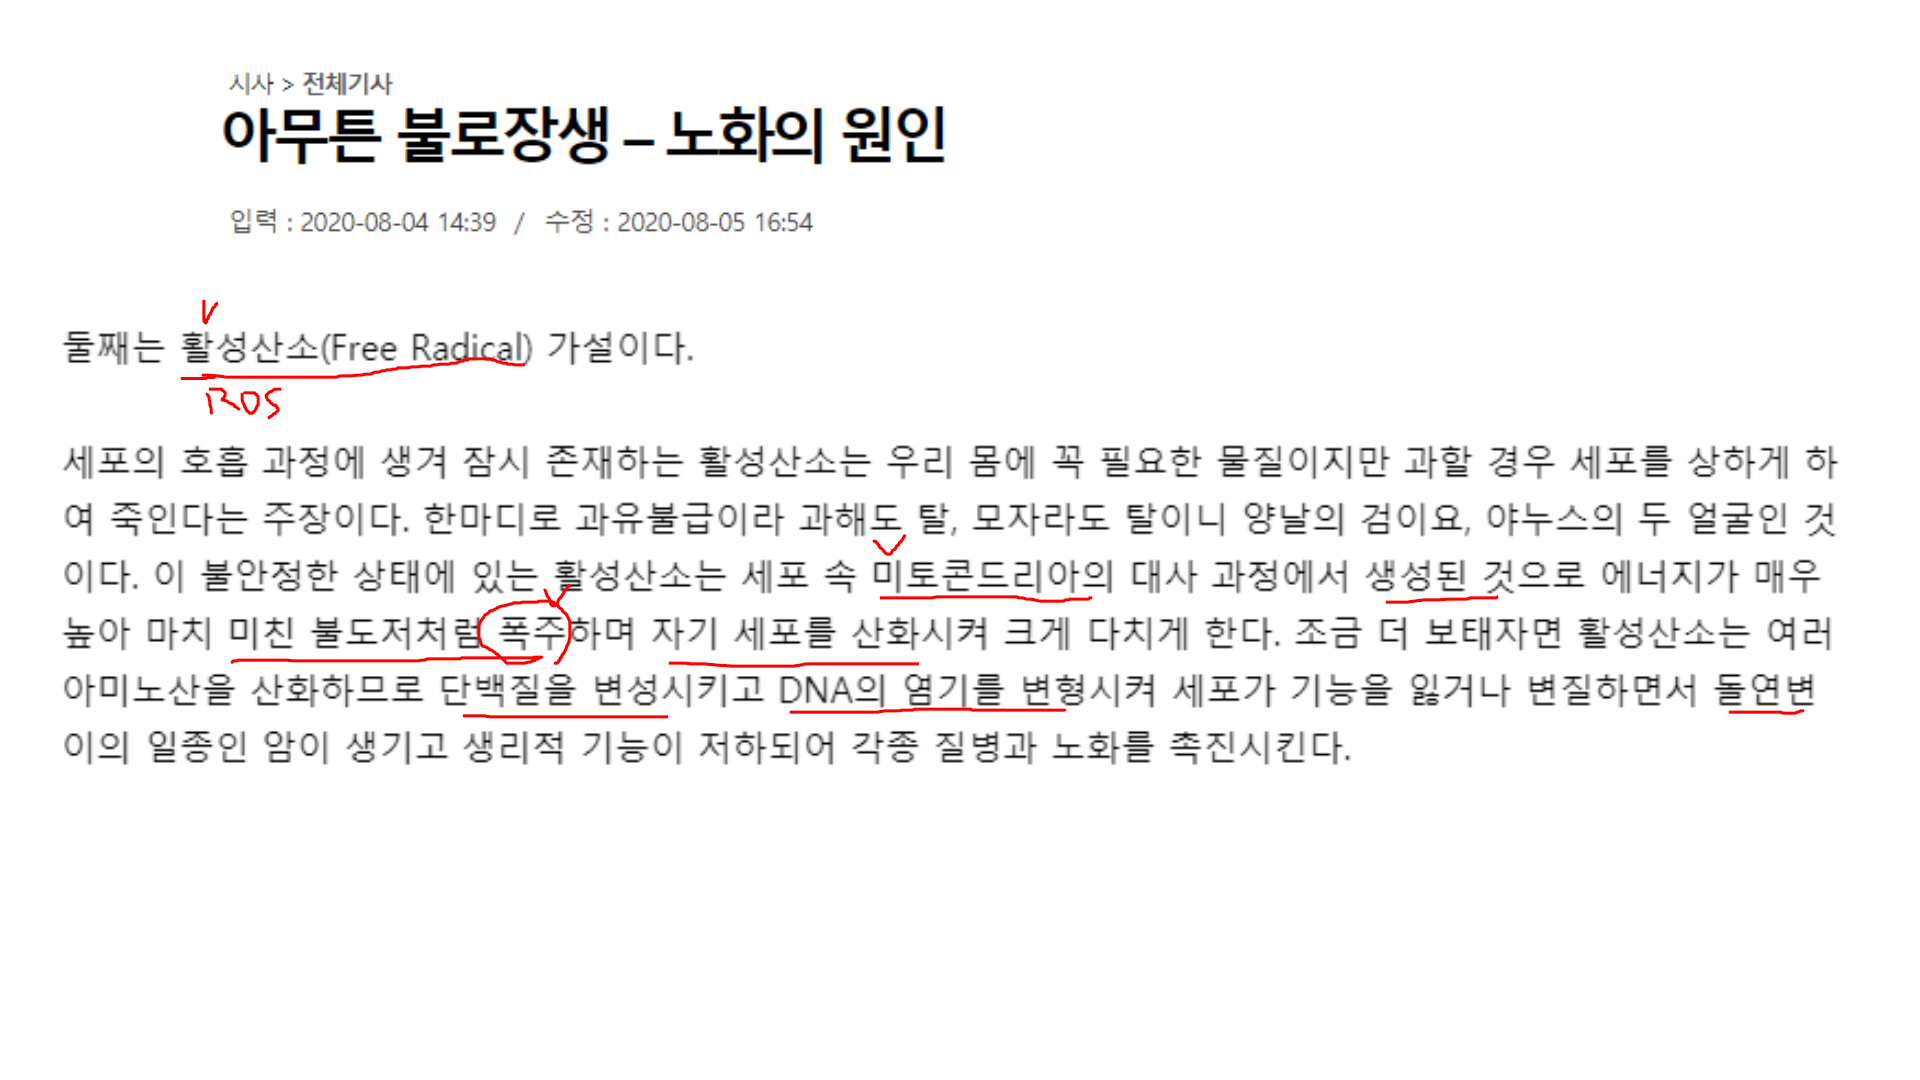 시사 > 전체기사
아무튼 불로장생 – 노화의 원인
입력 : 2020-08-04 14:39 / 수정 : 2020-08-05 16:54
둘째는 활성산소(Free Radical) 가설이다.
ROS
세포의 호흡 과정에 생겨 잠시 존재하는 활성산소는 우리 몸에 꼭 필요한 물질이지만 과할 경우 세포를 상하게 하
여 죽인다는 주장이다. 한마디로 과유불급이라 과해도 탈, 모자라도 탈이니 양날의 검이요, 야누스의 두 얼굴인 것
이다. 이 불안정한 상태에 있는 활성산소는 세포 속 미토콘드리아의 대사 과정에서 생성된 것으로 에너지가 매우
높아 마치 미친 불도저처럼 폭주하며 자기 세포를 산화시켜 크게 다치게 한다. 조금 더 보태자면 활성산소는 여러
아미노산을 산화하므로 단백질을 변성시키고 DNA의 염기를 변형시켜 세포가 기능을 잃거나 변질하면서 돌연변
이의 일종인 암이 생기고 생리적 기능이 저하되어 각종 질병과 노화를 촉진시킨다.